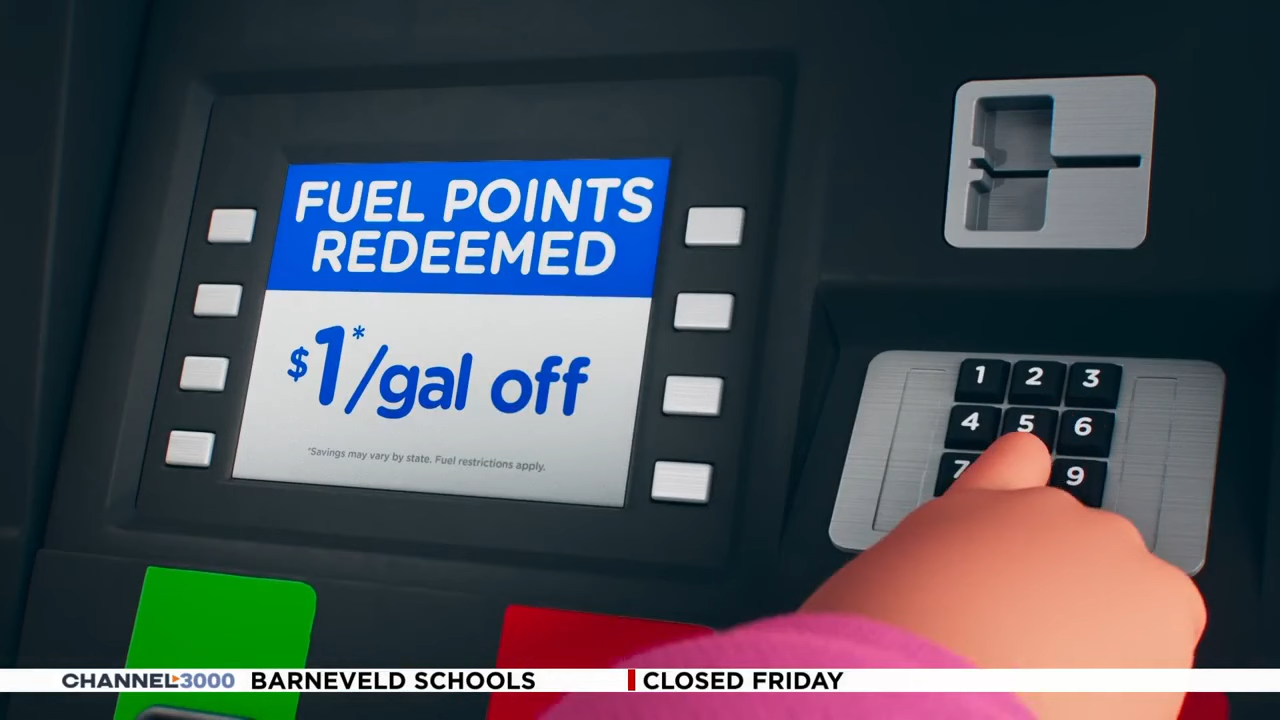 FUEL POINTS
REDEEMED
$1*/gal off
*Savings may vary by state. Fuel restrictions apply.
1 2 3
4 5 6
7 9
CHANNEL3000 BARNEVELD SCHOOLS CLOSED FRIDAY